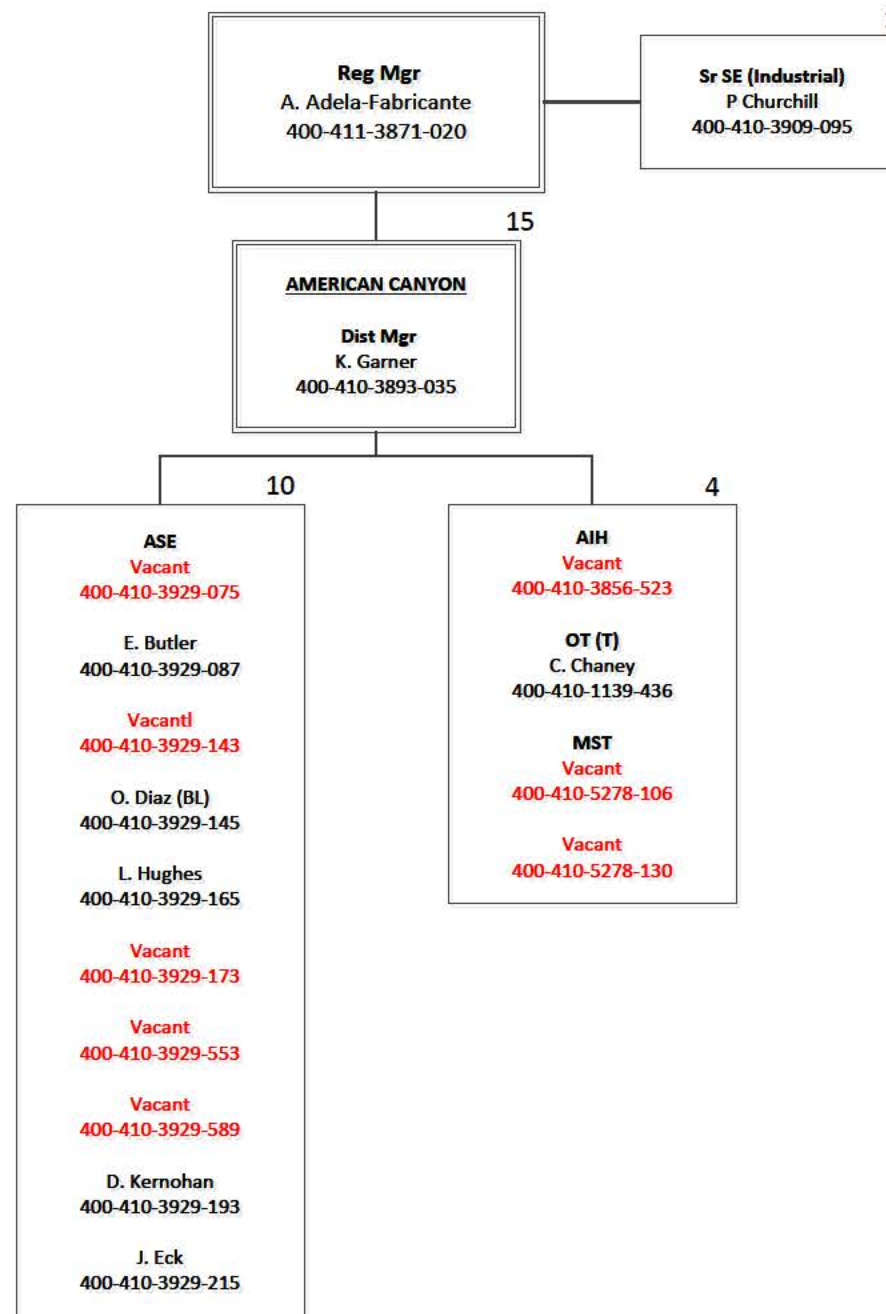 Reg Mgr
A. Adela-Fabricante
400-411-3871-020
Sr SE (Industrial)
P Churchill
400-410-3909-095
15
AMERICAN CANYON
Dist Mgr
K. Garner
400-410-3893-035
10
ASE
Vacant
400-410-3929-075
E. Butler
400-410-3929-087
Vacantl
400-410-3929-143
O. Diaz (BL)
400-410-3929-145
L. Hughes
400-410-3929-165
Vacant
400-410-3929-173
Vacant
400-410-3929-553
Vacant
400-410-3929-589
D. Kernohan
400-410-3929-193
J. Eck
400-410-3929-215
4
AIH
Vacant
400-410-3856-523
OT (T)
C. Chaney
400-410-1139-436
MST
Vacant
400-410-5278-106
Vacant
400-410-5278-130